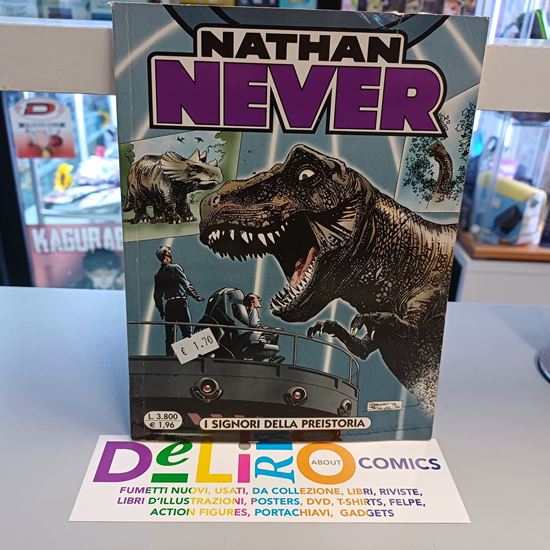 NATHAN
NEVER
KAGURAB
€ 1.70
L. 3.800
€ 1,96
I SIGNORI DELLA PREISTORIA
DeLiRiO ABOUT COMICS
FUMETTI NUOVI, USATI, DA COLLEZIONE, LIBRI, RIVISTE,
LIBRI D'ILLUSTRAZIONI, POSTERS, DVD, T-SHIRTS, FELPE,
ACTION FIGURES, PORTACHIAVI, GADGETS